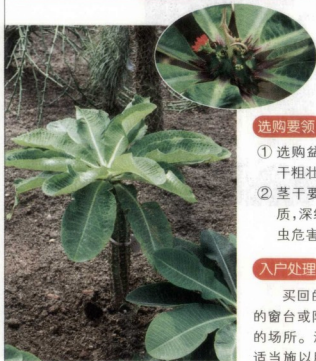 选购要领
① 选购盆
干粗壮
② 茎干要
质,深绿
虫危害
入户处理
买回的
的窗台或阳
的场所。
适当施以